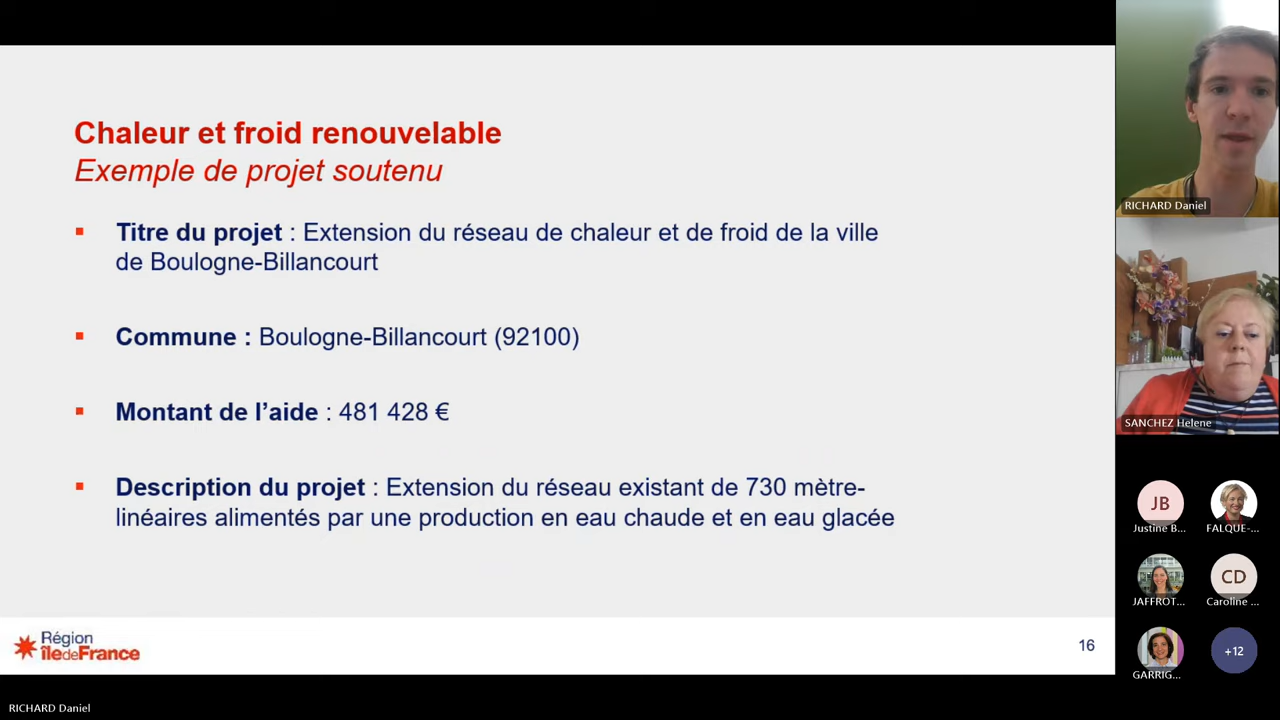 Chaleur et froid renouvelable
Exemple de projet soutenu
▪ Titre du projet : Extension du réseau de chaleur et de froid de la ville
de Boulogne-Billancourt
▪ Commune : Boulogne-Billancourt (92100)
▪ Montant de l'aide : 481 428 €
▪ Description du projet : Extension du réseau existant de 730 mètre-
linéaires alimentés par une production en eau chaude et en eau glacée
Région
îledeFrance
16
RICHARD Daniel
SANCHEZ Helene
JB
Justine B...
FALQUE-...
JAFFROT...
CD
Caroline ...
GARRIG...
+12
RICHARD Daniel